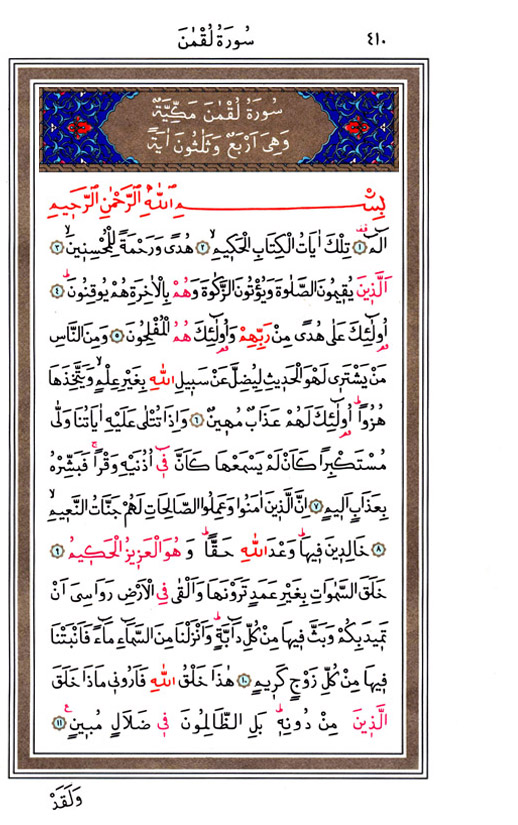 ٤١٠ سُورَةُ لُقْمٰنَ
سُورَةُ لُقْمٰنَ مَكِّيَّةٌ
وَهِىَ اَرْبَعٌ وَثَلٰثُونَ اٰيَةً
بِسْمِ اللّٰهِ الرَّحْمٰنِ الرَّحٖيمِ
الٓمٓ ۚ ﴿١﴾ تِلْكَ اٰيَاتُ الْكِتَابِ الْحَكٖيمِۙ ﴿٢﴾ هُدًى وَرَحْمَةً لِلْمُحْسِنٖينَۙ ﴿٣﴾
اَلَّذٖينَ يُقٖيمُونَ الصَّلٰوةَ وَيُؤْتُونَ الزَّكٰوةَ وَهُمْ بِالْاٰخِرَةِ هُمْ يُوقِنُونَؕ ﴿٤﴾
اُو۬لٰٓئِكَ عَلٰى هُدًى مِنْ رَبِّهِمْ وَاُو۬لٰٓئِكَ هُمُ الْمُفْلِحُونَ ﴿٥﴾ وَمِنَ النَّاسِ
مَنْ يَشْتَرٖى لَهْوَ الْحَدٖيثِ لِيُضِلَّ عَنْ سَبٖيلِ اللّٰهِ بِغَيْرِ عِلْمٍۙ وَيَتَّخِذَهَا
هُزُوًاؕ اُو۬لٰٓئِكَ لَهُمْ عَذَابٌ مُهٖينٌ ﴿٦﴾ وَاِذَا تُتْلٰى عَلَيْهِ اٰيَاتُنَا وَلّٰى
مُسْتَكْبِرًا كَاَنْ لَمْ يَسْمَعْهَا كَاَنَّ فٖٓى اُذُنَيْهِ وَقْرًاۚ فَبَشِّرْهُ
بِعَذَابٍ اَلٖيمٍ ﴿٧﴾ اِنَّ الَّذٖينَ اٰمَنُوا وَعَمِلُوا الصَّالِحَاتِ لَهُمْ جَنَّاتُ النَّعٖيمِۙ
﴿٨﴾ خَالِدٖينَ فٖيهَاؕ وَعْدَ اللّٰهِ حَقًّاؕ وَهُوَ الْعَزٖيزُ الْحَكٖيمُ ﴿٩﴾
خَلَقَ السَّمٰوَاتِ بِغَيْرِ عَمَدٍ تَرَوْنَهَا وَاَلْقٰى فِى الْاَرْضِ رَوَاسِىَ اَنْ
تَمٖيدَ بِكُمْ وَبَثَّ فٖيهَا مِنْ كُلِّ دَٓابَّةٍؕ وَاَنْزَلْنَا مِنَ السَّمَٓاءِ مَٓاءً فَاَنْبَتْنَا
فٖيهَا مِنْ كُلِّ زَوْجٍ كَرٖيمٍ ﴿١٠﴾ هٰذَا خَلْقُ اللّٰهِ فَاَرُونٖى مَاذَا خَلَقَ
الَّذٖينَ مِنْ دُونِهٖؕ بَلِ الظَّالِمُونَ فٖى ضَلَالٍ مُبٖينٍ ﴿١١﴾
وَلَقَدْ